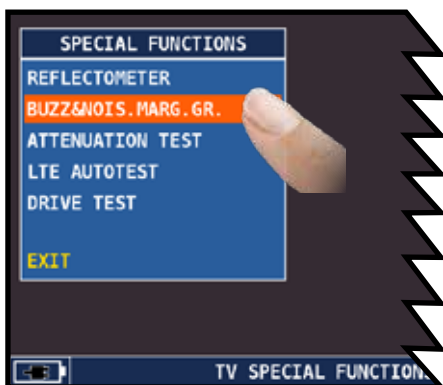 SPECIAL FUNCTIONS
REFLECTOMETER
BUZZ&NOIS.MARG.GR.
ATTENUATION TEST
LTE AUTOTEST
DRIVE TEST
EXIT
TV SPECIAL FUNCTION